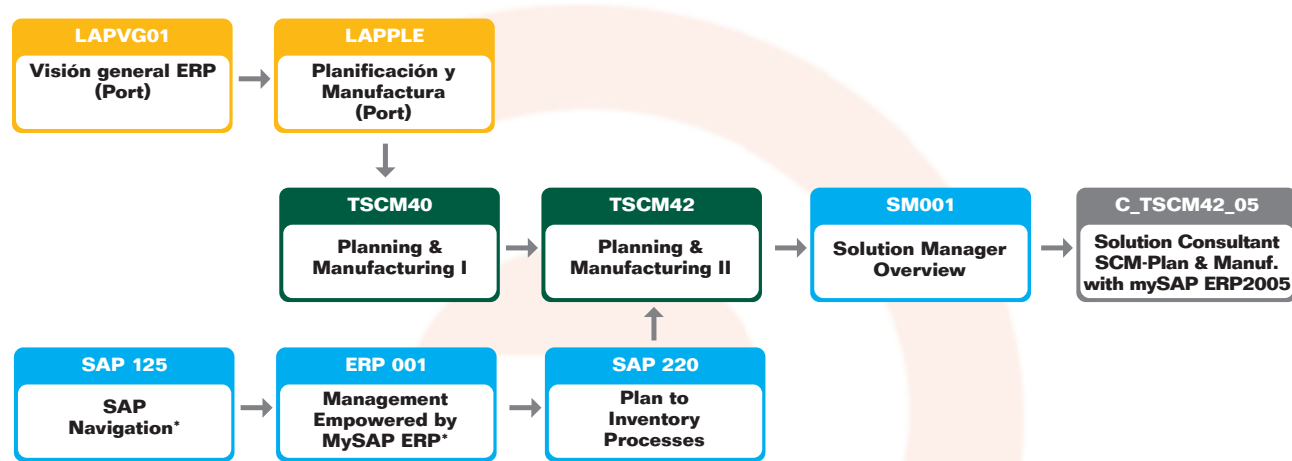 LAPVG01
Visión general ERP
(Port)
LAPPLE
Planificación y
Manufactura
(Port)
TSCM40
Planning &
Manufacturing I
TSCM42
Planning &
Manufacturing II
SM001
Solution Manager
Overview
C_TSCM42_05
Solution Consultant
SCM-Plan & Manuf.
with mySAP ERP2005
SAP 125
SAP
Navigation*
ERP 001
Management
Empowered by
MySAP ERP*
SAP 220
Plan to
Inventory
Processes